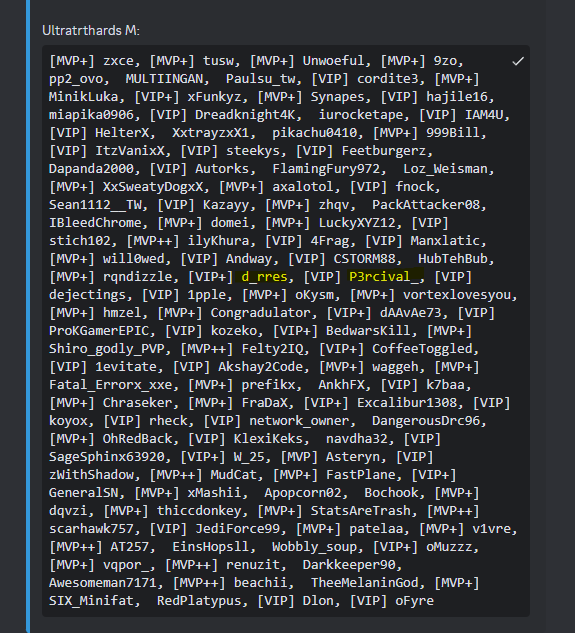 Ultratrthards M:
[MVP+] zxce, [MVP+] tusw, [MVP+] Unwoeful, [MVP+] 9zo,
pp2_ovo,  MULTIINGAN,  Paulsu_tw, [VIP] cordite3, [MVP+]
MinikLuka, [VIP+] xFunkyz, [MVP+] Synapes, [VIP] hajile16,
miapika0906, [VIP] Dreadknight4K,  iurocketape, [VIP] IAM4U,
[VIP] HelterX,  XxtrayzxX1,  pikachu0410, [MVP+] 999Bill,
[VIP] ItzVanixX, [VIP] steekys, [VIP] Feetburgerz,
Dapanda2000, [VIP] Autorks,  FlamingFury972,  Loz_Weisman,
[MVP+] XxSweatyDogxX, [MVP+] axalotol, [VIP] fnock,
Sean1112__TW, [VIP] Kazayy, [MVP+] zhqv,  PackAttacker08,
IBleedChrome, [MVP+] domei, [MVP+] LuckyXYZ12, [VIP]
stich102, [MVP++] ilyKhura, [VIP] 4Frag, [VIP] Manxlatic,
[MVP+] will0wed, [VIP] Andway, [VIP] CSTORM88,  HubTehBub,
[MVP+] rqndizzle, [VIP+] d_rres, [VIP] P3rcival_, [VIP]
dejectings, [VIP] 1pple, [MVP+] oKysm, [MVP+] vortexlovesyou,
[MVP+] hmzel, [MVP+] Congradulator, [VIP+] dAAvAe73, [VIP]
ProKGamerEPIC, [VIP] kozeko, [VIP+] BedwarsKill, [MVP+]
Shiro_godly_PVP, [MVP++] Felty2IQ, [VIP+] CoffeeToggled,
[VIP] 1evitate, [VIP] Akshay2Code, [MVP+] waggeh, [MVP+]
Fatal_Errorx_xxe, [MVP+] prefikx,  AnkhFX, [VIP] k7baa,
[MVP+] Chraseker, [MVP+] FraDaX, [VIP+] Excalibur1308, [VIP]
koyox, [VIP] rheck, [VIP] network_owner,  DangerousDrc96,
[MVP+] OhRedBack, [VIP] KlexiKeks,  navdha32, [VIP]
SageSphinx63920, [VIP+] W_25, [MVP] Asteryn, [VIP]
zWithShadow, [MVP++] MudCat, [MVP+] FastPlane, [VIP+]
GeneralSN, [MVP+] xMashii,  Apopcorn02,  Bochook, [MVP+]
dqvzi, [MVP+] thiccdonkey, [MVP+] StatsAreTrash, [MVP++]
scarhawk757, [VIP] JediForce99, [MVP+] patelaa, [MVP+] v1vre,
[MVP++] AT257,  EinsHopsll,  Wobbly_soup, [VIP+] oMuzzz,
[MVP+] vqpor_, [MVP++] renuzit,  Darkkeeper90,
Awesomeman7171, [MVP++] beachii,  TheeMelaninGod, [MVP+]
SIX_Minifat,  RedPlatypus, [VIP] Dlon, [VIP] oFyre